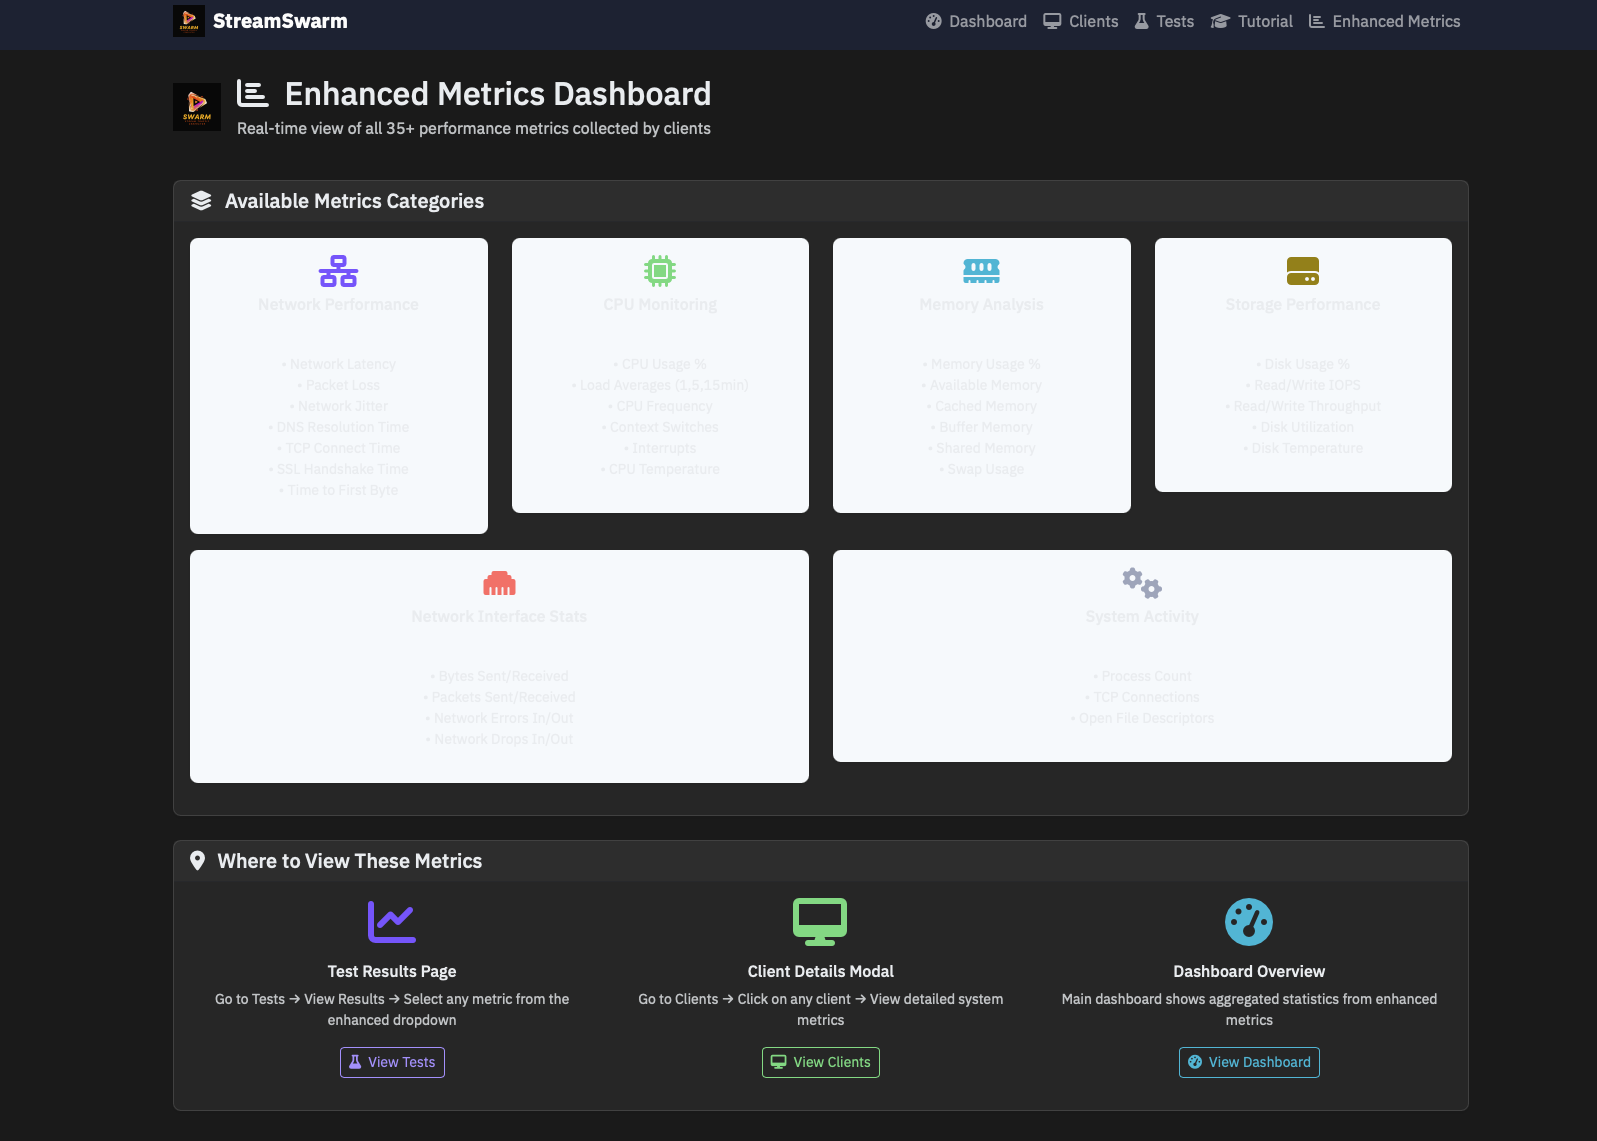 SWARM
StreamSwarm
Dashboard
Clients
Tests
Tutorial
Enhanced Metrics
SWARM
Enhanced Metrics Dashboard
Real-time view of all 35+ performance metrics collected by clients
Available Metrics Categories
Network Performance
• Network Latency
• Packet Loss
• Network Jitter
• DNS Resolution Time
• TCP Connect Time
• SSL Handshake Time
• Time to First Byte
CPU Monitoring
• CPU Usage %
• Load Averages (1,5,15min)
• CPU Frequency
• Context Switches
• Interrupts
• CPU Temperature
Memory Analysis
• Memory Usage %
• Available Memory
• Cached Memory
• Buffer Memory
• Shared Memory
• Swap Usage
Storage Performance
• Disk Usage %
• Read/Write IOPS
• Read/Write Throughput
• Disk Utilization
• Disk Temperature
Network Interface Stats
• Bytes Sent/Received
• Packets Sent/Received
• Network Errors In/Out
• Network Drops In/Out
System Activity
• Process Count
• TCP Connections
• Open File Descriptors
Where to View These Metrics
Test Results Page
Go to Tests → View Results → Select any metric from the
enhanced dropdown
View Tests
Client Details Modal
Go to Clients → Click on any client → View detailed system
metrics
View Clients
Dashboard Overview
Main dashboard shows aggregated statistics from enhanced
metrics
View Dashboard